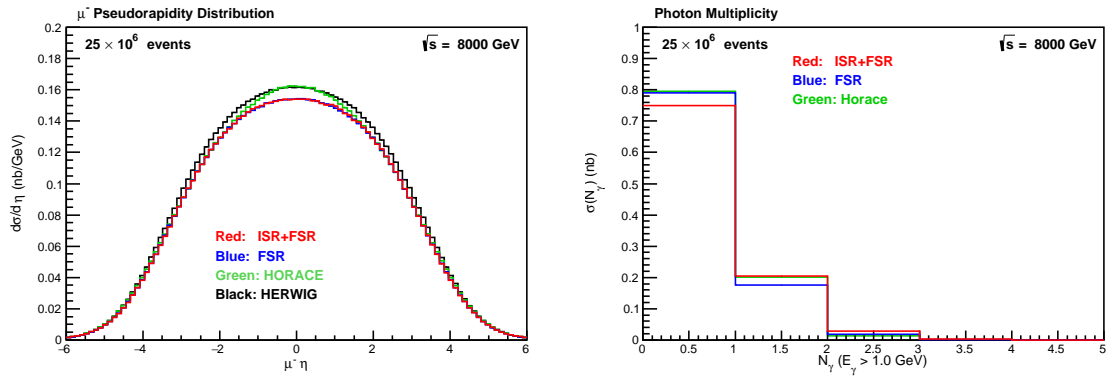 μ⁻ Pseudorapidity Distribution
25 × 10⁶ events
√s = 8000 GeV
dσ/d η (nb/GeV)
0.2
0.18
0.16
0.14
0.12
0.1
0.08
0.06
0.04
0.02
0
Red: ISR+FSR
Blue: FSR
Green: HORACE
Black: HERWIG
−6 −4 −2 0 2 4 6
μ⁻ η
Photon Multiplicity
25 × 10⁶ events
√s = 8000 GeV
σ(N_γ) (nb)
1
0.9
0.8
0.7
0.6
0.5
0.4
0.3
0.2
0.1
0
Red: ISR+FSR
Blue: FSR
Green: Horace
0 0.5 1 1.5 2 2.5 3 3.5 4 4.5 5
N_γ (E_γ > 1.0 GeV)